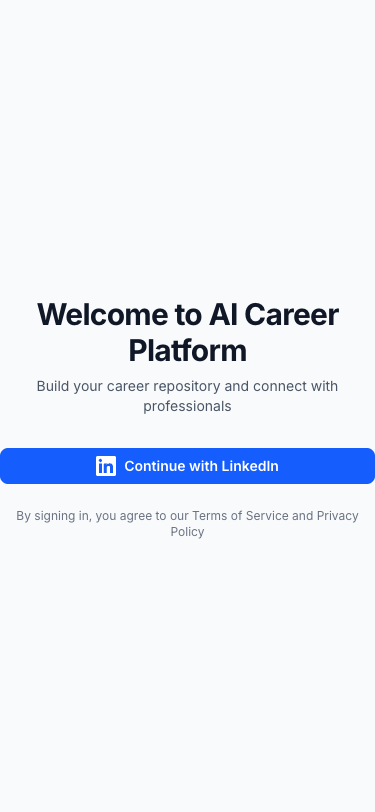 Welcome to AI Career
Platform
Build your career repository and connect with
professionals
in Continue with LinkedIn
By signing in, you agree to our Terms of Service and Privacy
Policy